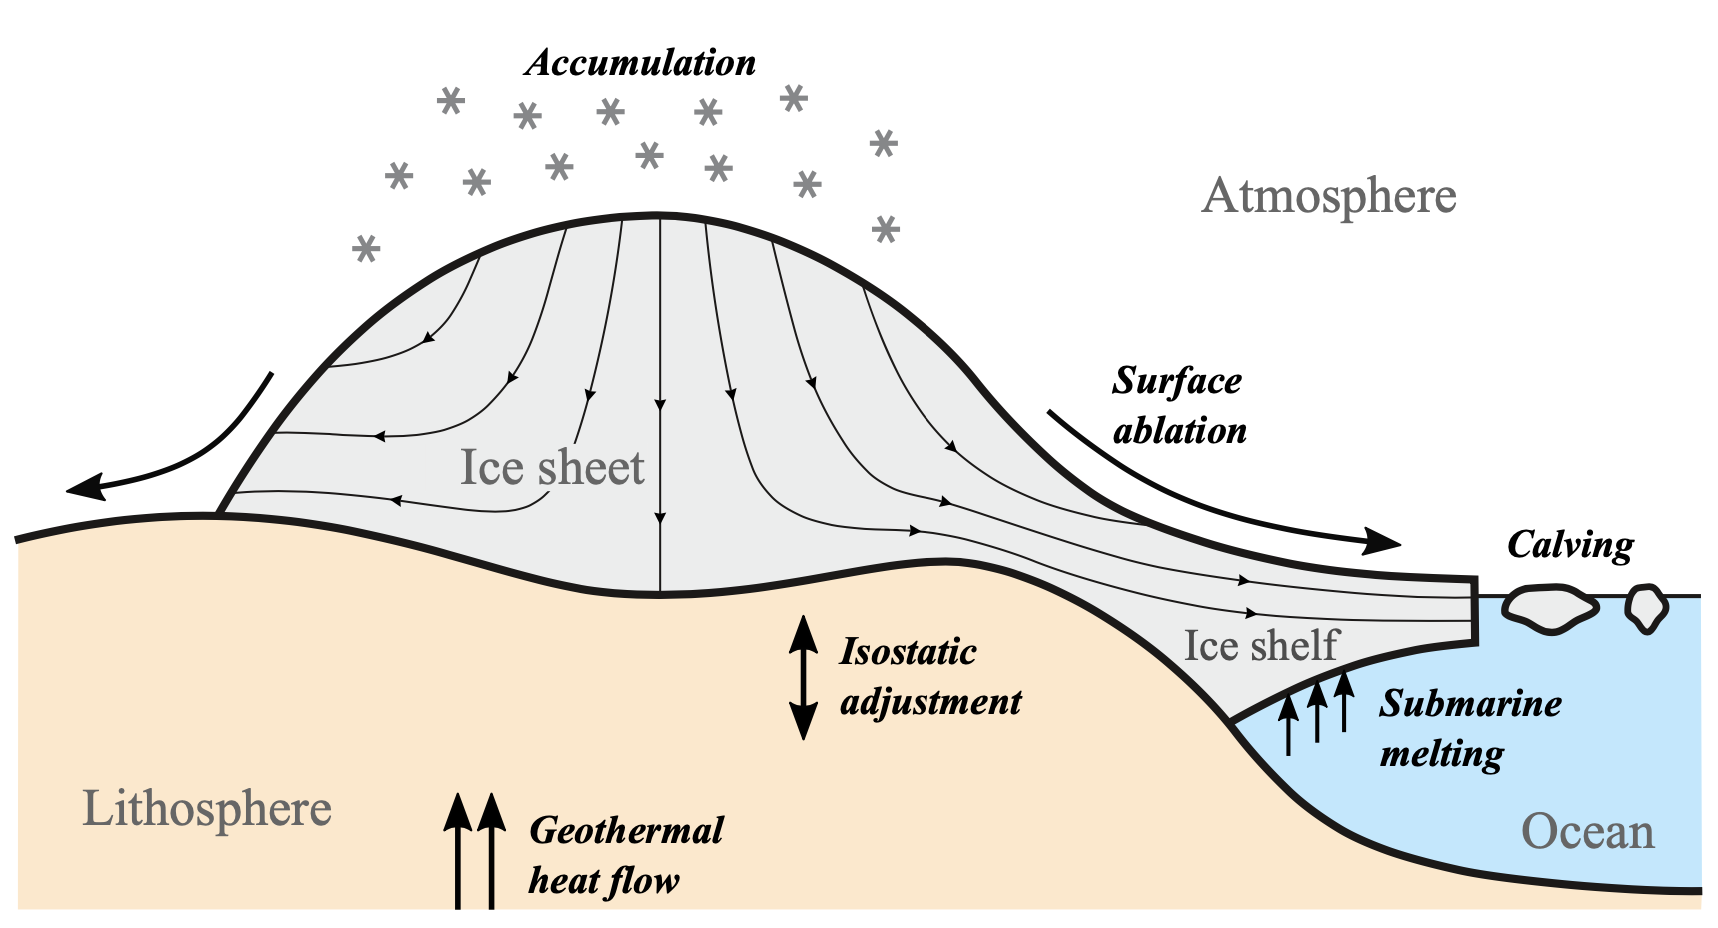 Accumulation
Atmosphere
Surface
ablation
Ice sheet
Calving
Isostatic
adjustment
Ice shelf
Submarine
melting
Lithosphere
Geothermal
heat flow
Ocean